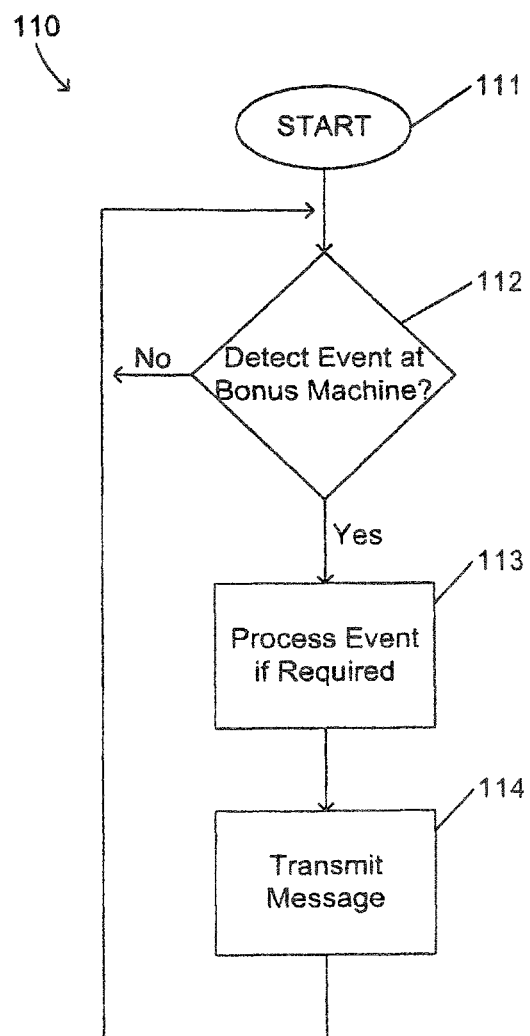 110
111
START
112
Detect Event at
Bonus Machine?
No
Yes
113
Process Event
if Required
114
Transmit
Message